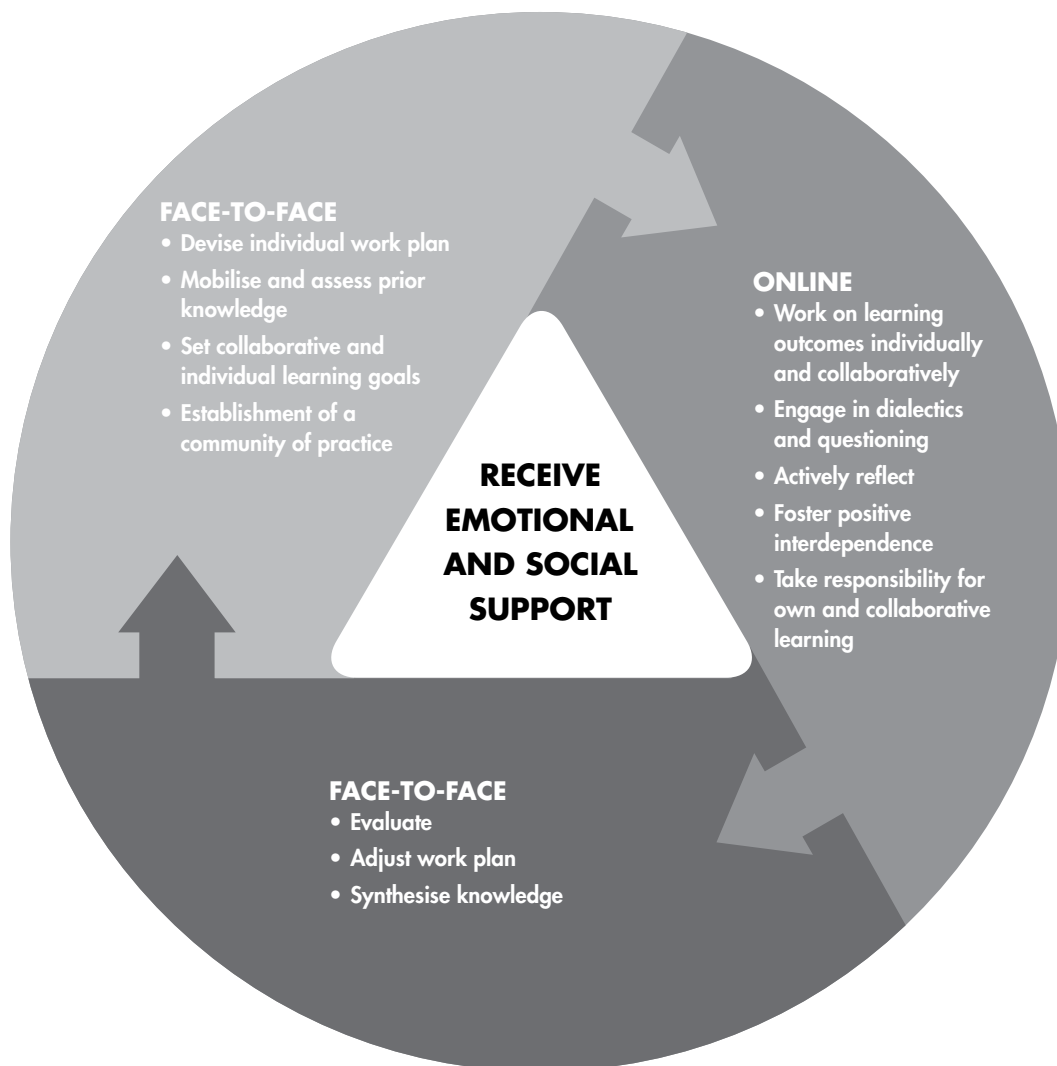 FACE-TO-FACE
• Devise individual work plan
• Mobilise and assess prior
knowledge
• Set collaborative and
individual learning goals
• Establishment of a
community of practice
ONLINE
• Work on learning
outcomes individually
and collaboratively
• Engage in dialectics
and questioning
• Actively reflect
• Foster positive
interdependence
• Take responsibility for
own and collaborative
learning
RECEIVE
EMOTIONAL
AND SOCIAL
SUPPORT
FACE-TO-FACE
• Evaluate
• Adjust work plan
• Synthesise knowledge